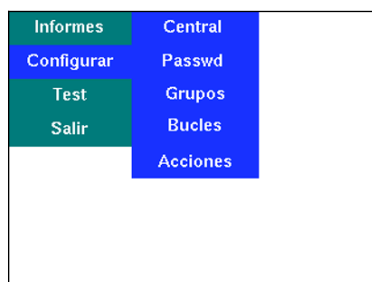 Informes
Configurar
Test
Salir
Central
Passwd
Grupos
Bucles
Acciones